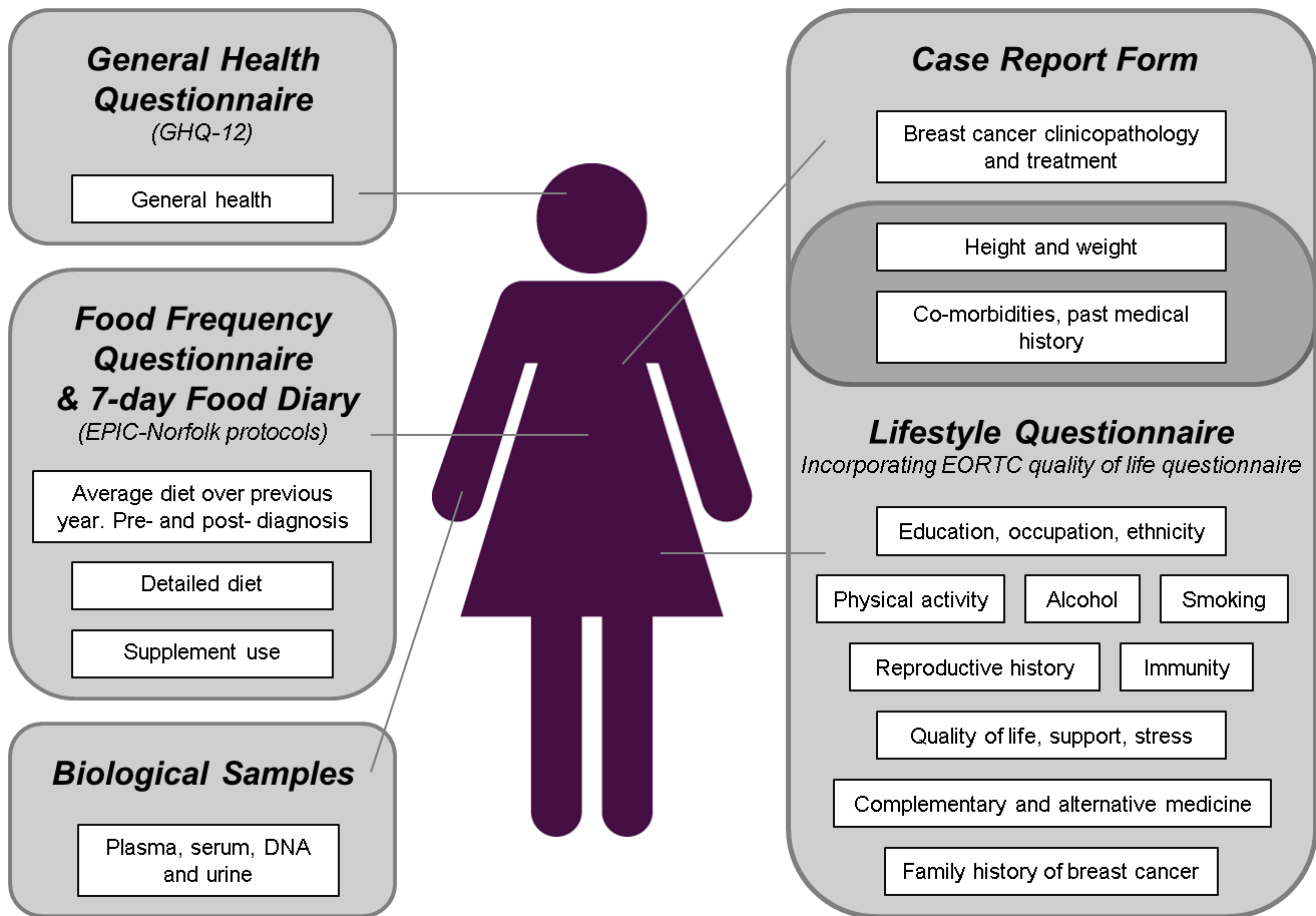 General Health
Questionnaire
(GHQ-12)
General health
Food Frequency
Questionnaire
& 7-day Food Diary
(EPIC-Norfolk protocols)
Average diet over previous
year. Pre- and post- diagnosis
Detailed diet
Supplement use
Biological Samples
Plasma, serum, DNA
and urine
Case Report Form
Breast cancer clinicopathology
and treatment
Height and weight
Co-morbidities, past medical
history
Lifestyle Questionnaire
Incorporating EORTC quality of life questionnaire
Education, occupation, ethnicity
Physical activity
Alcohol
Smoking
Reproductive history
Immunity
Quality of life, support, stress
Complementary and alternative medicine
Family history of breast cancer